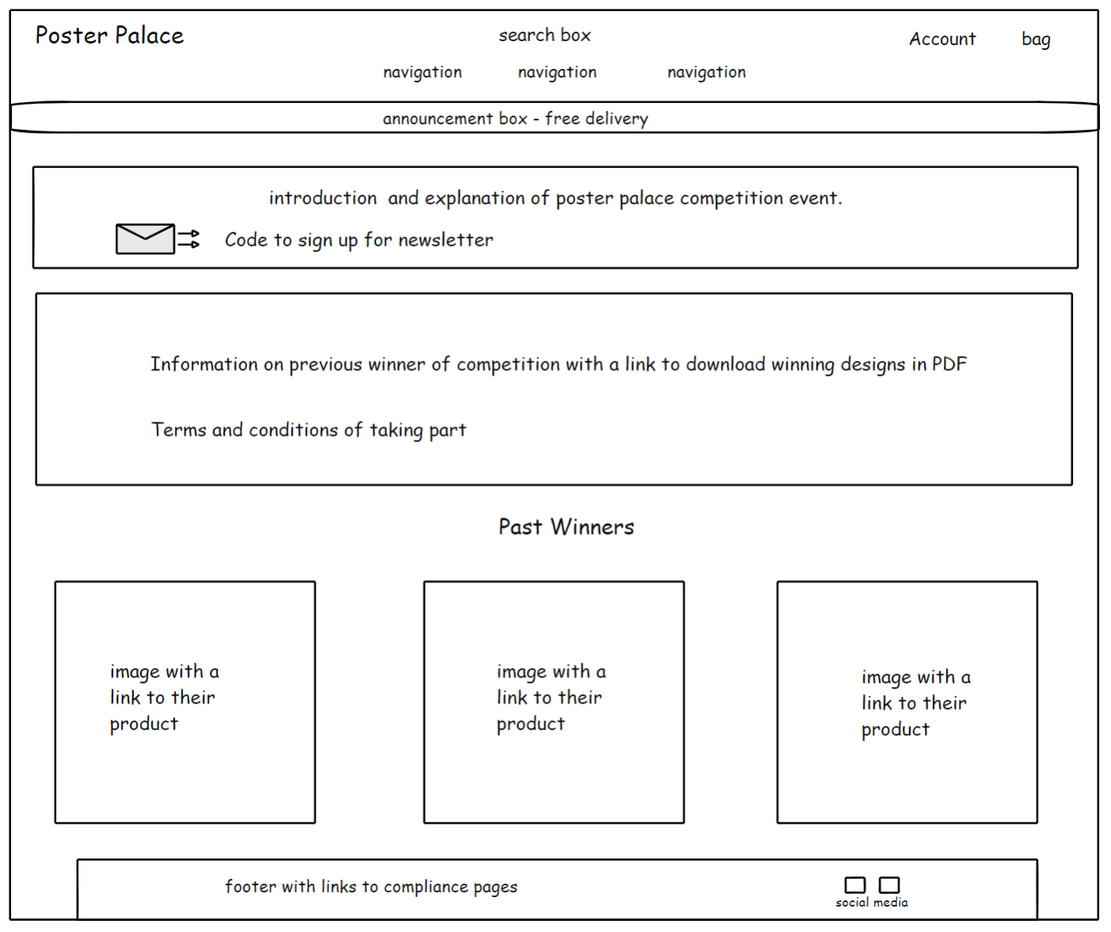 Poster Palace
search box
Account
bag
navigation
navigation
navigation
announcement box - free delivery
introduction and explanation of poster palace competition event.
Code to sign up for newsletter
Information on previous winner of competition with a link to download winning designs in PDF
Terms and conditions of taking part
Past Winners
image with a
link to their
product
image with a
link to their
product
image with a
link to their
product
footer with links to compliance pages
social media